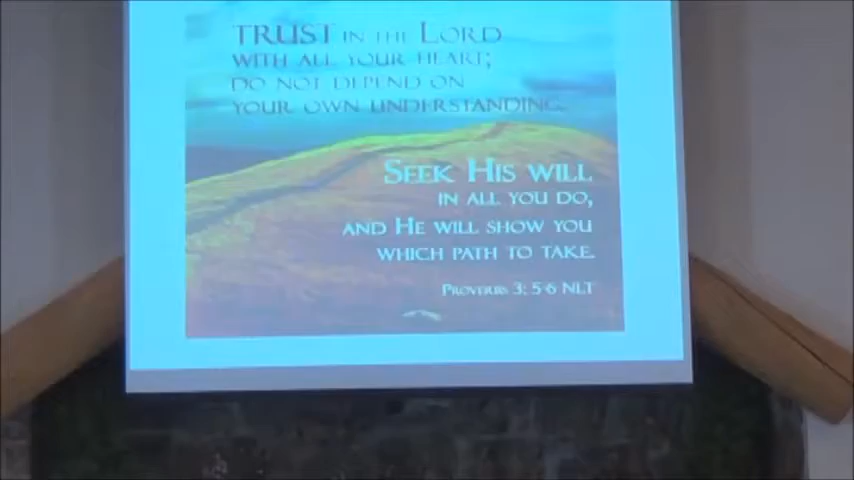 TRUST IN THE LORD
WITH ALL YOUR HEART;
DO NOT DEPEND ON
YOUR OWN UNDERSTANDING.
SEEK HIS WILL
IN ALL YOU DO,
AND HE WILL SHOW YOU
WHICH PATH TO TAKE.
PROVERBS 3: 5-6 NLT